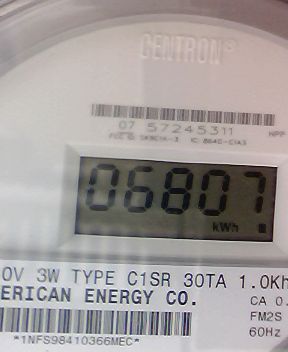 CENTRON®
07 57245311
HPP
06807
kWh
0V 3W TYPE C1SR 30TA 1.0Kh
ERICAN ENERGY CO.
CA 0.
FM2S
60Hz
*1NFS98410366MEC*